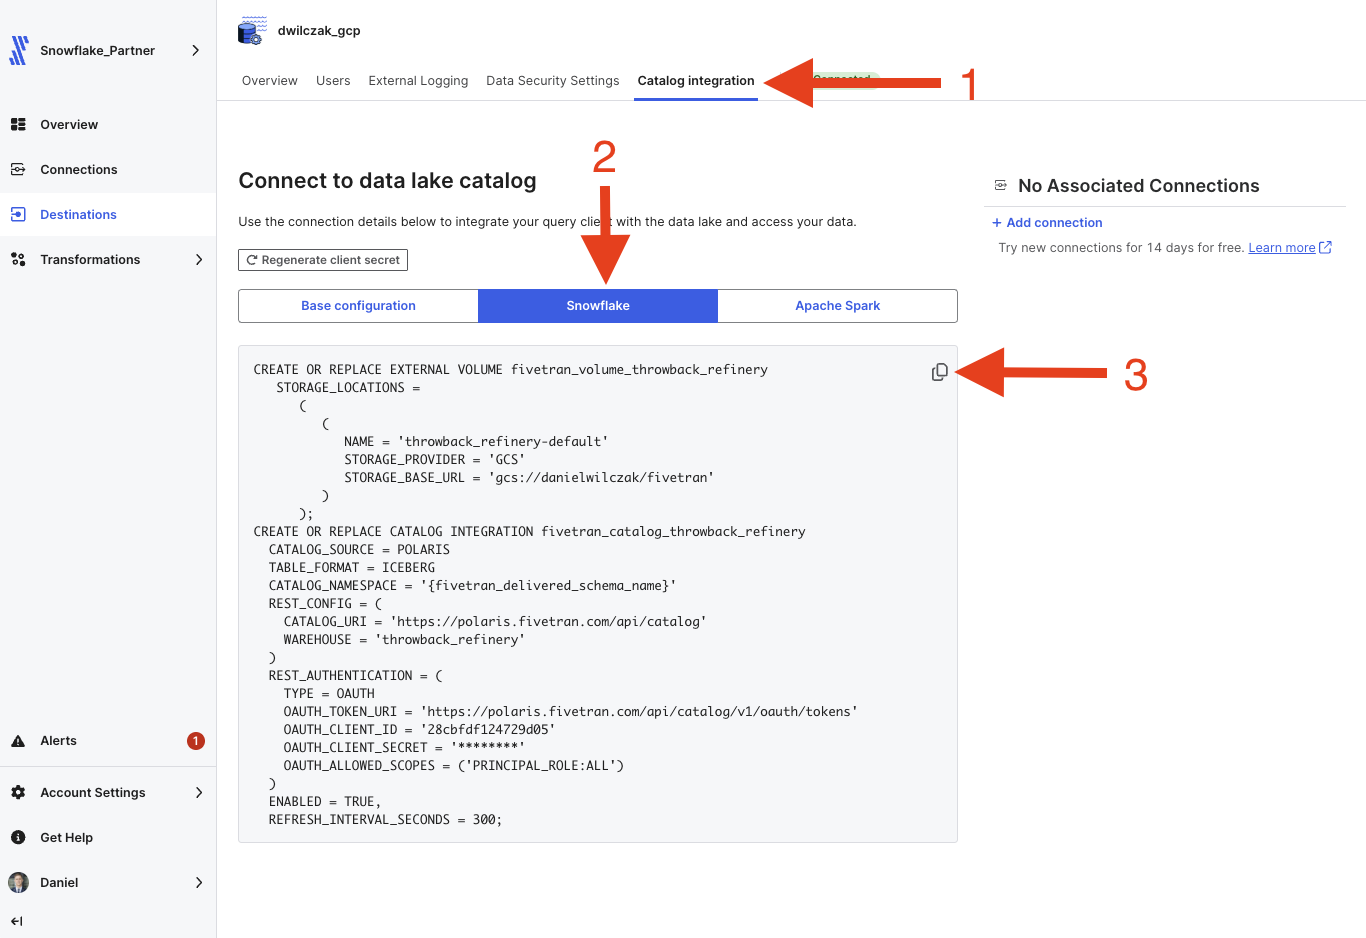 Snowflake_Partner
Overview
Connections
Destinations
Transformations
Alerts
1
Account Settings
Get Help
Daniel
dwilczak_gcp
Overview Users External Logging Data Security Settings Catalog integration Connected
1
2
3
Connect to data lake catalog
Use the connection details below to integrate your query client with the data lake and access your data.
Regenerate client secret
Base configuration Snowflake Apache Spark
CREATE OR REPLACE EXTERNAL VOLUME fivetran_volume_throwback_refinery
STORAGE_LOCATIONS =
(
(
NAME = 'throwback_refinery-default'
STORAGE_PROVIDER = 'GCS'
STORAGE_BASE_URL = 'gcs://danielwilczak/fivetran'
)
);
CREATE OR REPLACE CATALOG INTEGRATION fivetran_catalog_throwback_refinery
CATALOG_SOURCE = POLARIS
TABLE_FORMAT = ICEBERG
CATALOG_NAMESPACE = '{fivetran_delivered_schema_name}'
REST_CONFIG = (
CATALOG_URI = 'https://polaris.fivetran.com/api/catalog'
WAREHOUSE = 'throwback_refinery'
)
REST_AUTHENTICATION = (
TYPE = OAUTH
OAUTH_TOKEN_URI = 'https://polaris.fivetran.com/api/catalog/v1/oauth/tokens'
OAUTH_CLIENT_ID = '28cbfdf124729d05'
OAUTH_CLIENT_SECRET = '********'
OAUTH_ALLOWED_SCOPES = ('PRINCIPAL_ROLE:ALL')
)
ENABLED = TRUE,
REFRESH_INTERVAL_SECONDS = 300;
No Associated Connections
+ Add connection
Try new connections for 14 days for free. Learn more